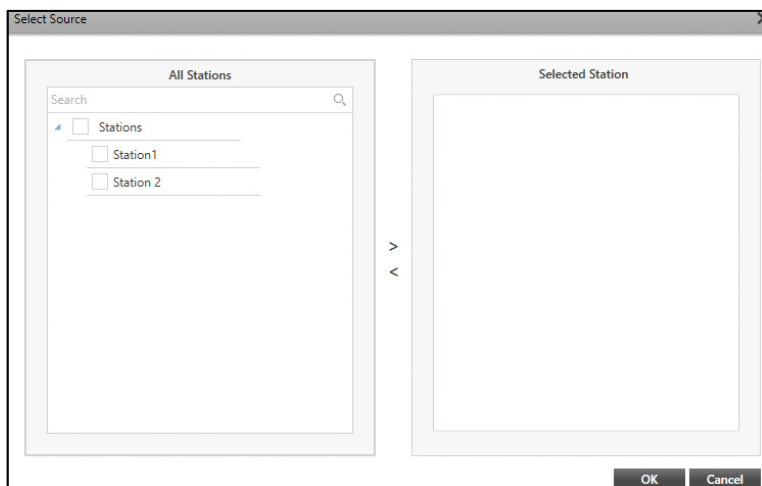 Select Source
All Stations
Search
Stations
Station1
Station 2
>
<
Selected Station
OK
Cancel